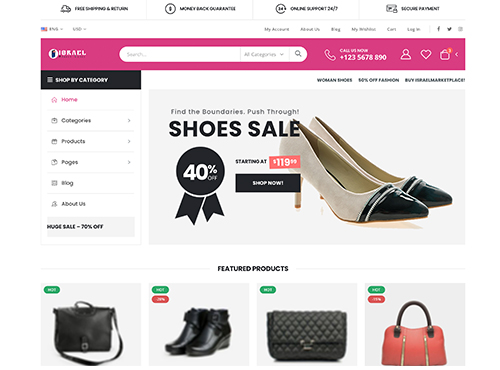 FREE SHIPPING & RETURN
MONEY BACK GUARANTEE
ONLINE SUPPORT 24/7
SECURE PAYMENT
ENG
USD
My Account
About Us
Blog
My Wishlist
Cart
Log In
Search...
All Categories
CALL US NOW
+123 5678 890
SHOP BY CATEGORY
WOMAN SHOES
50% OFF FASHION
BUY ISRAELMARKETPLACE!
Home
Categories
Products
Pages
Blog
About Us
HUGE SALE – 70% OFF
Find the Boundaries. Push Through!
SHOES SALE
40% OFF
STARTING AT
$119.99
SHOP NOW!
FEATURED PRODUCTS
HOT
HOT
HOT
HOT